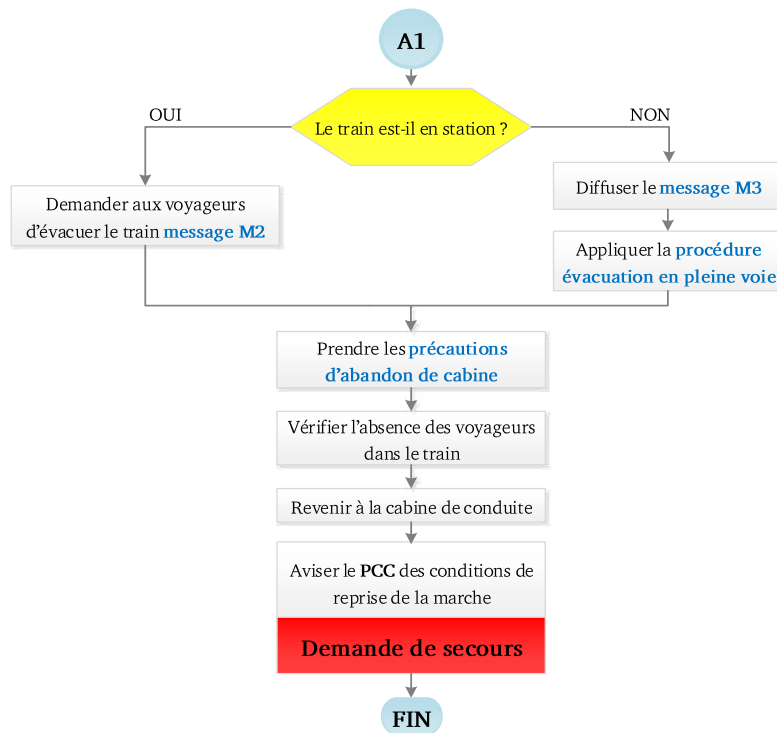 A1
Le train est-il en station ?
OUI
NON
Demander aux voyageurs
d'évacuer le train message M2
Diffuser le message M3
Appliquer la procédure
évacuation en pleine voie
Prendre les précautions
d'abandon de cabine
Vérifier l'absence des voyageurs
dans le train
Revenir à la cabine de conduite
Aviser le PCC des conditions de
reprise de la marche
Demande de secours
FIN